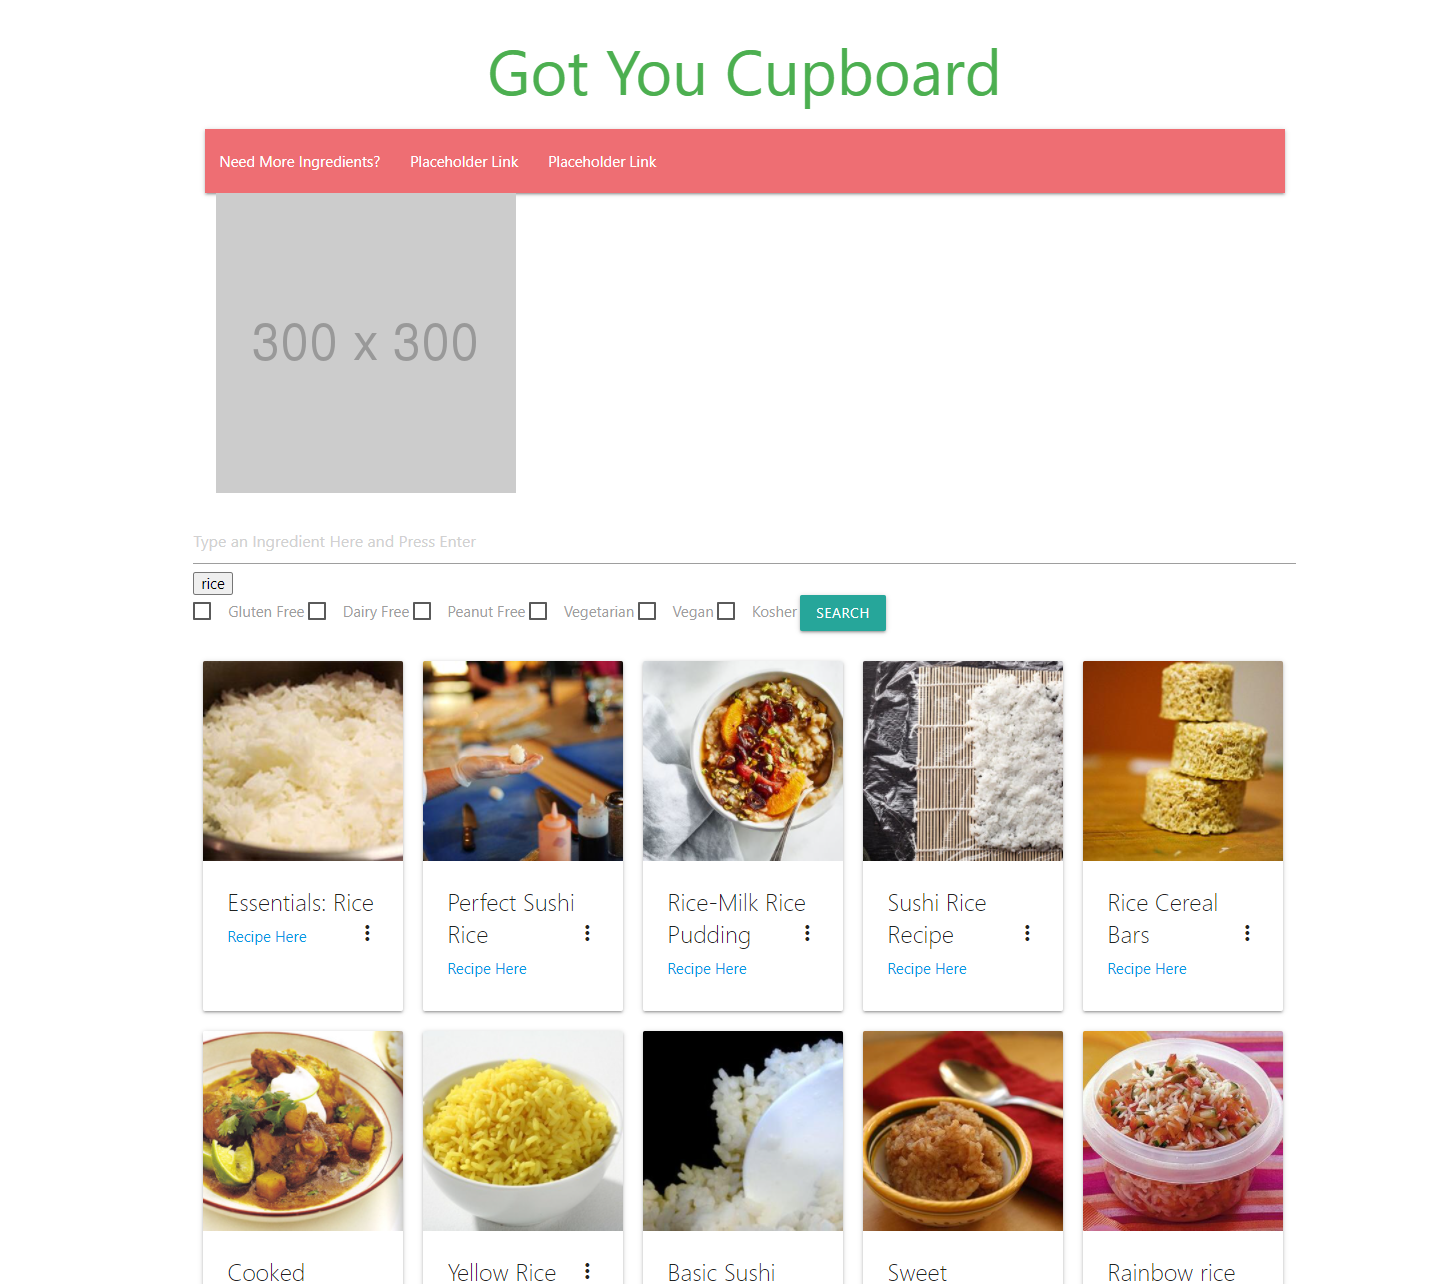 Got You Cupboard
Need More Ingredients? Placeholder Link Placeholder Link
300 x 300
Type an Ingredient Here and Press Enter
rice
Gluten Free Dairy Free Peanut Free Vegetarian Vegan Kosher SEARCH
Essentials: Rice
Recipe Here
Perfect Sushi
Rice
Recipe Here
Rice-Milk Rice
Pudding
Recipe Here
Sushi Rice
Recipe
Recipe Here
Rice Cereal
Bars
Recipe Here
Cooked
Yellow Rice
Basic Sushi
Sweet
Rainbow rice